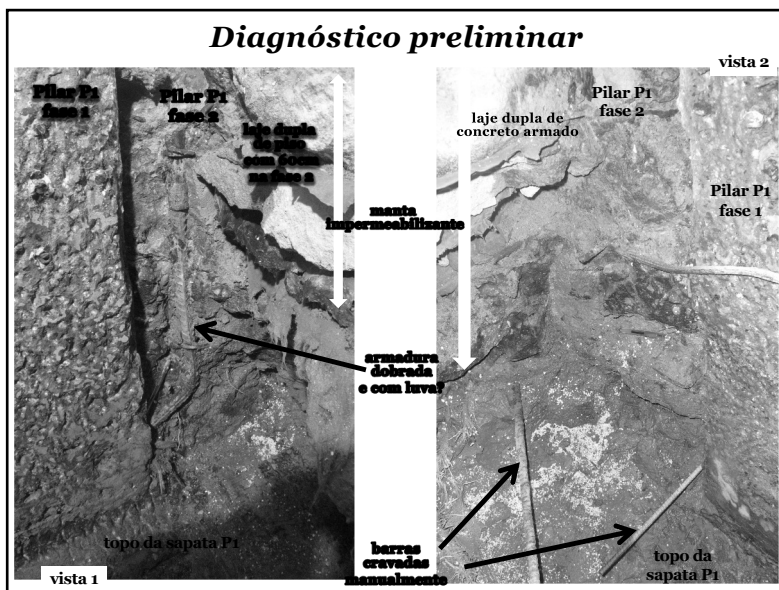 Diagnóstico preliminar
vista 2
Pilar P1
fase 1
Pilar P1
fase 2
laje dupla
de piso
com 60cm
na fase 2
manta
impermeabilizante
armadura
dobrada
e com luva?
topo da sapata P1
vista 1
barras
cravadas
manualmente
laje dupla de
concreto armado
Pilar P1
fase 2
Pilar P1
fase 1
topo da
sapata P1